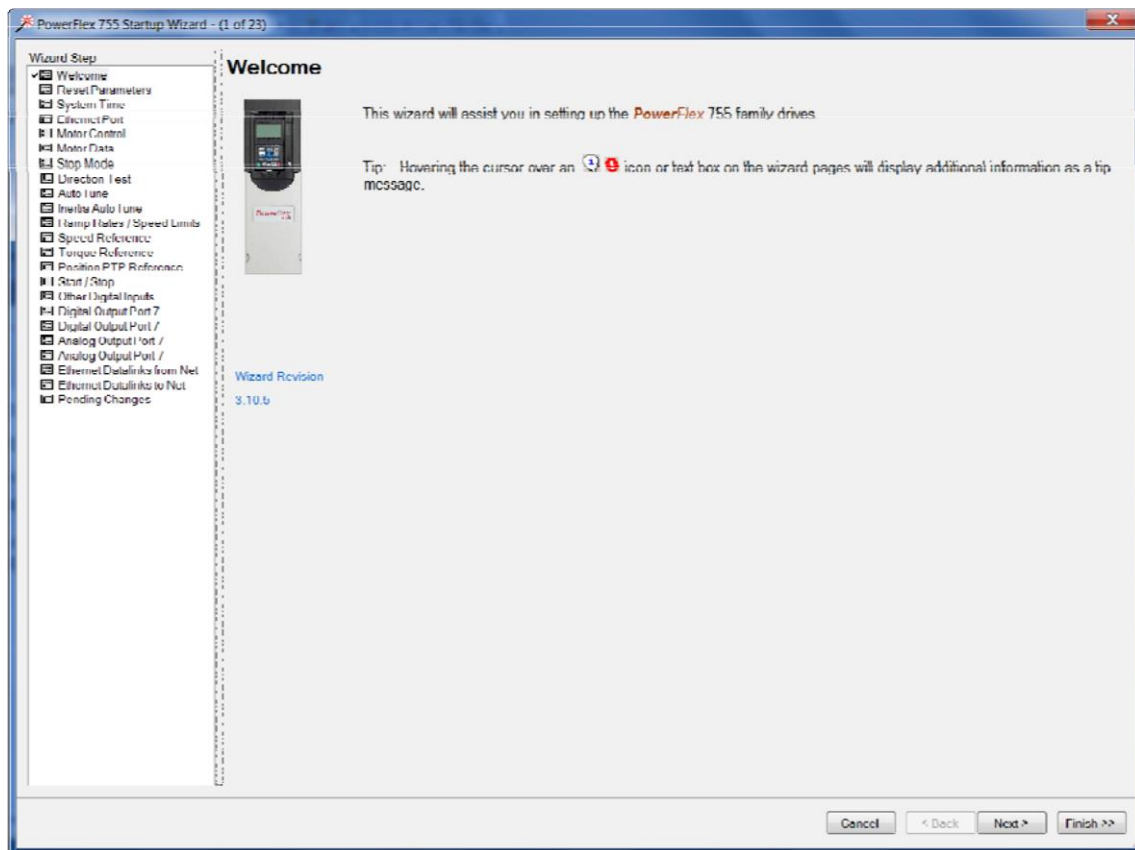 PowerFlex 755 Startup Wizard - (1 of 23)
Wizard Step
Welcome
Reset Parameters
System Time
Ethernet Port
Motor Control
Motor Data
Stop Mode
Direction Test
Auto Tune
Inertia Auto Tune
Ramp Rates / Speed Limits
Speed Reference
Torque Reference
Position PTP Reference
Start / Stop
Other Digital Inputs
Digital Output Port 7
Digital Output Port 7
Analog Output Port 7
Analog Output Port 7
Ethernet Datalinks from Net
Ethernet Datalinks to Net
Pending Changes
Welcome
This wizard will assist you in setting up the PowerFlex 755 family drives
Tip: Hovering the cursor over an icon or text box on the wizard pages will display additional information as a tip
message.
PowerFlex
Wizard Revision
3.10.5
Cancel
< Back
Next >
Finish >>